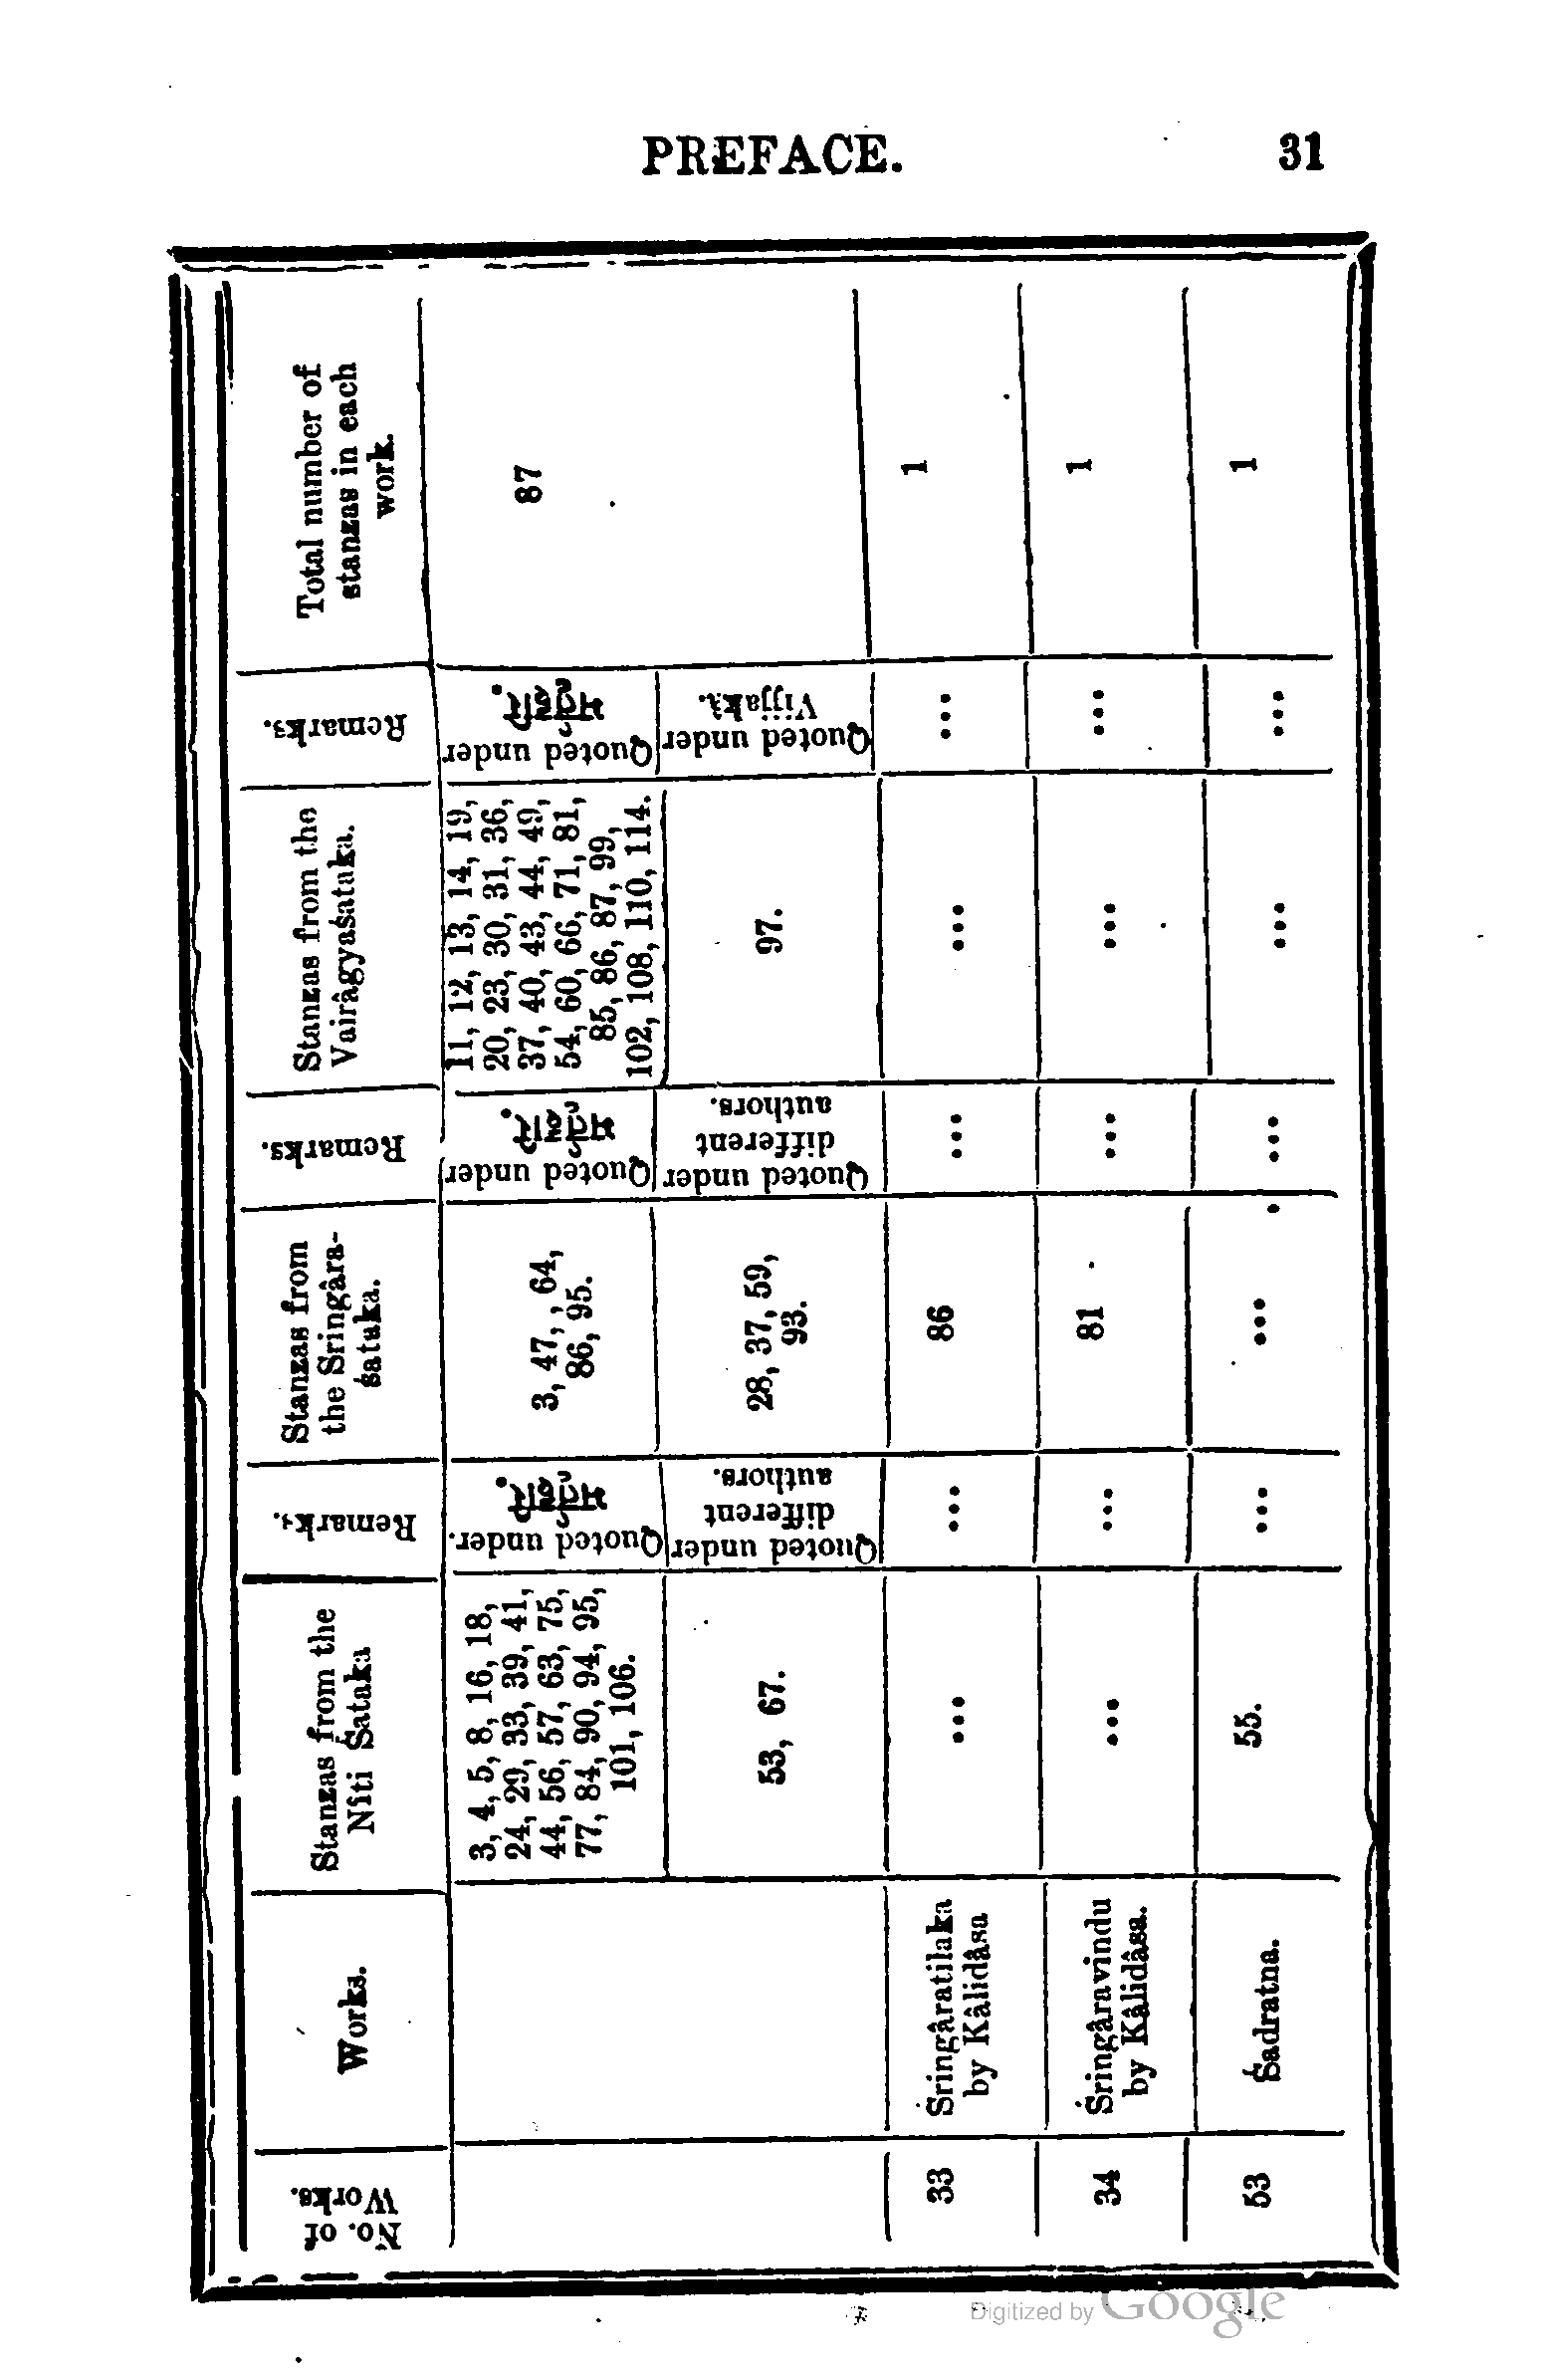 PREFACE.
31
No. of
Works.
Works.
Stanzas from the
Nîti Śataka
Remarks.
Stanzas from
the Sringâra-
śatuka.
Remarks.
Stanzas from the
Vairâgyaśataka.
Remarks.
Total number of
stanzas in each
work.
3, 4, 5, 8, 16, 18,
24, 29, 33, 39, 41,
44, 56, 57, 63, 75,
77, 84, 90, 94, 95,
101, 106.
Quoted under.
भर्तृहरि.
3, 47, , 64,
86, 95.
Quoted under
भर्तृहरि.
11, 12, 13, 14, 19,
20, 23, 30, 31, 36,
37, 40, 43, 44, 49,
54, 60, 66, 71, 81,
85, 86, 87, 99,
102, 108, 110, 114.
Quoted under
भर्तृहरि.
87
53, 67.
Quoted under
different
authors.
28, 37, 59,
93.
Quoted under
different
authors.
97.
Quoted under
Vijjakâ.
33
Śringâratilaka
by Kâlidâsa
...
...
86
...
...
...
1
34
Śringâravindu
by Kâlidâsa.
...
...
81
...
...
...
1
53
Śadratna.
55.
...
...
...
...
...
1
Digitized by Google